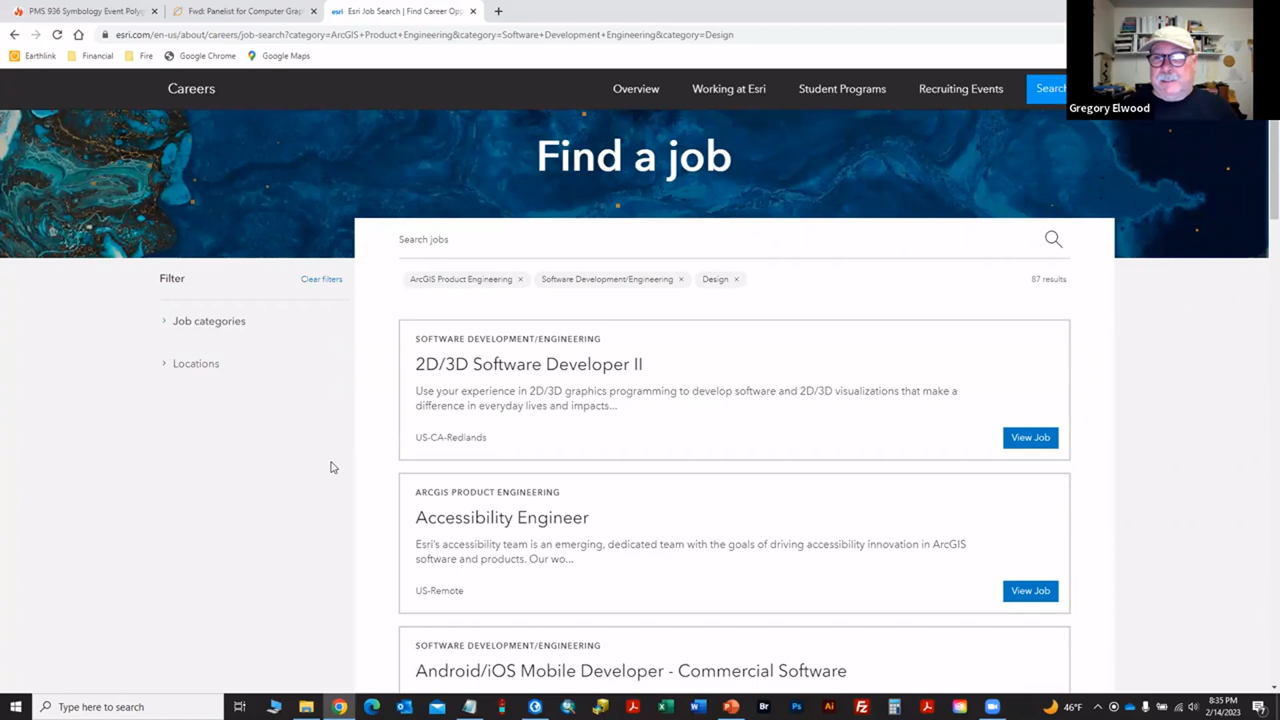 PMS 936 Symbology Event Polyg
Fwd: Panelist for Computer Grap
esri Esri Job Search | Find Career Opp
esri.com/en-us/about/careers/job-search?category=ArcGIS+Product+Engineering&category=Software+Development+Engineering&category=Design
Earthlink
Financial
Fire
Google Chrome
Google Maps
Gregory Elwood
Careers
Overview
Working at Esri
Student Programs
Recruiting Events
Search
Find a job
Search jobs
Filter
Clear filters
ArcGIS Product Engineering ×
Software Development/Engineering ×
Design ×
87 results
Job categories
Locations
SOFTWARE DEVELOPMENT/ENGINEERING
2D/3D Software Developer II
Use your experience in 2D/3D graphics programming to develop software and 2D/3D visualizations that make a
difference in everyday lives and impacts...
US-CA-Redlands
View Job
ARCGIS PRODUCT ENGINEERING
Accessibility Engineer
Esri's accessibility team is an emerging, dedicated team with the goals of driving accessibility innovation in ArcGIS
software and products. Our wo...
US-Remote
View Job
SOFTWARE DEVELOPMENT/ENGINEERING
Android/iOS Mobile Developer - Commercial Software
Type here to search
Br
Ps
Ai
46°F
8:35 PM
2/14/2023